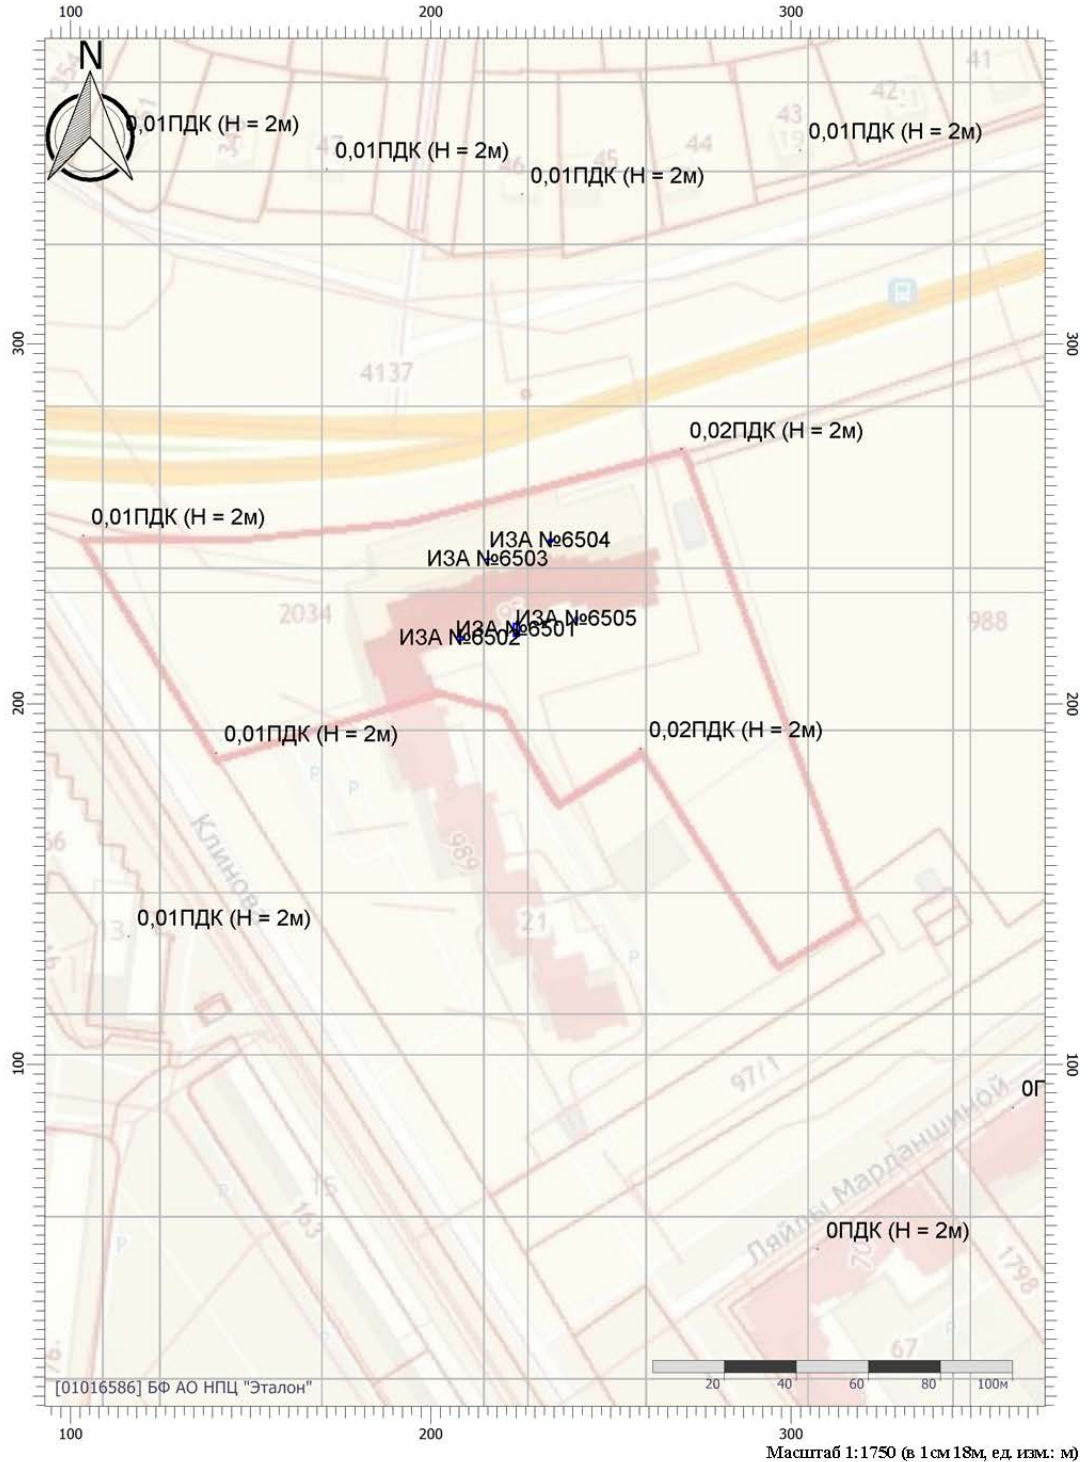 100 200 300
N
41
42
43
0,01ПДК (Н = 2м)
0,01ПДК (Н = 2м)
44
0,01ПДК (Н = 2м)
45
0,01ПДК (Н = 2м)
300 300
4137
0,02ПДК (Н = 2м)
0,01ПДК (Н = 2м)
ИЗА №6504
ИЗА №6503
2034
ИЗА №6505
ИЗА №6501
ИЗА №6502
988
200 200
0,01ПДК (Н = 2м)
0,02ПДК (Н = 2м)
P
P
66
989
0,01ПДК (Н = 2м)
21
P
100 100
97/1
0П
Ляйлы Марданшиной
P
15
163
P
0ПДК (Н = 2м)
1798
P
67
[01016586] БФ АО НПЦ "Эталон"
20 40 60 80 100м
100 200 300
Масштаб 1:1750 (в 1см 18м, ед. изм.: м)